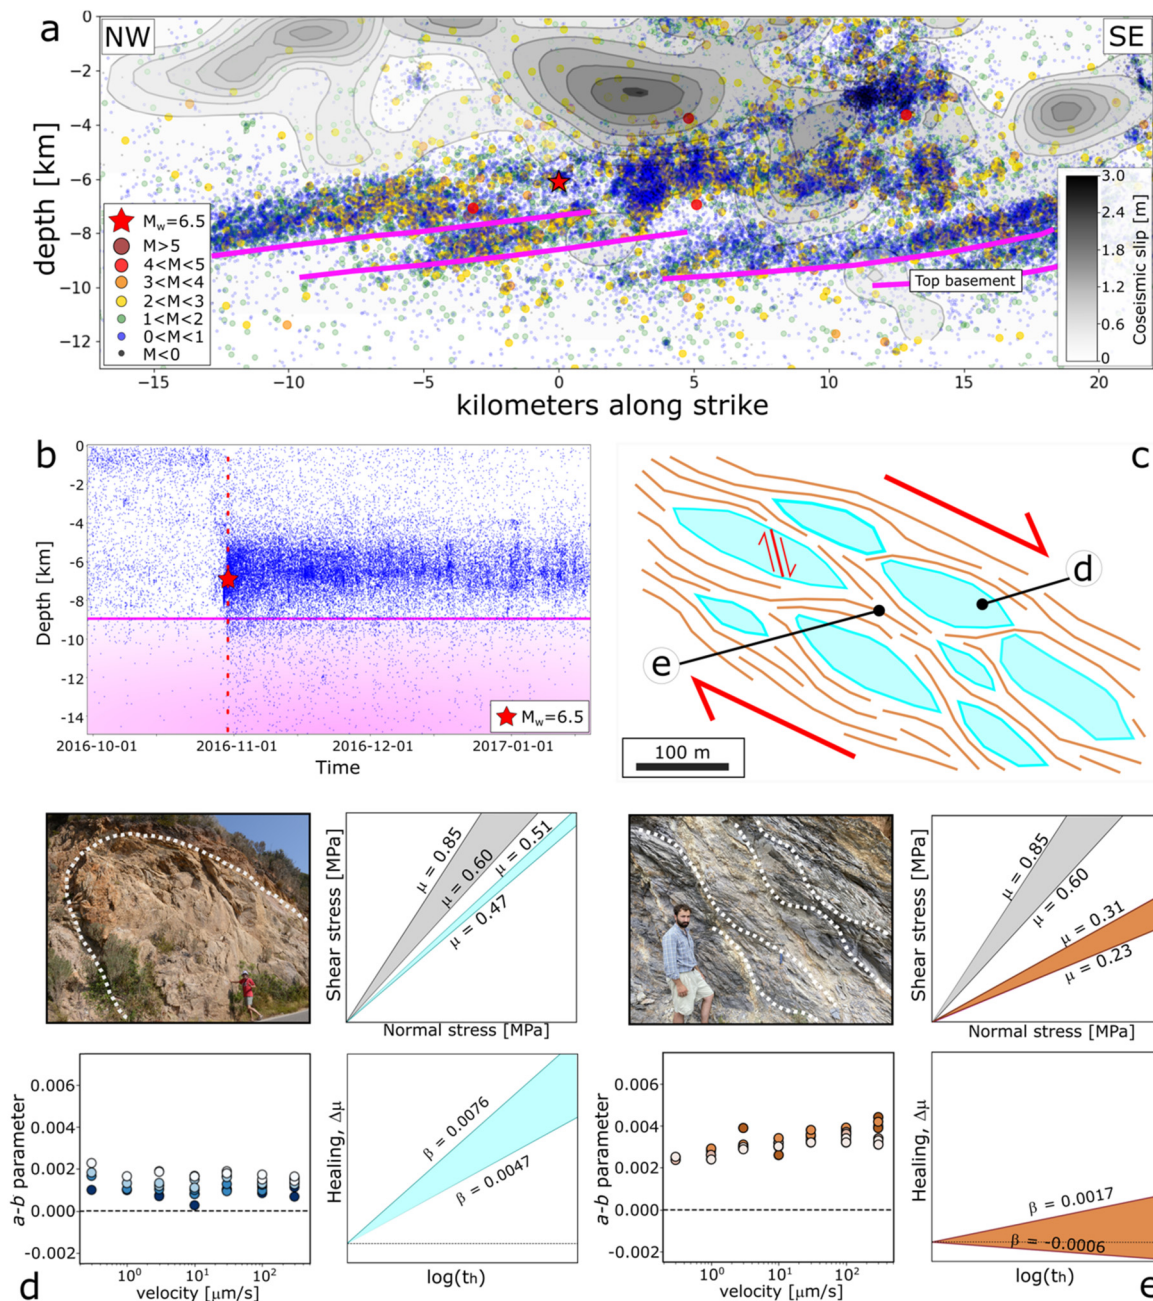 a
NW
SE
0
−2
−4
−6
−8
−10
−12
depth [km]
Mw=6.5
M>5
4<M<5
3<M<4
2<M<3
1<M<2
0<M<1
M<0
Top basement
3.0
2.4
1.8
1.2
0.6
0
Coseismic slip [m]
−15
−10
−5
0
5
10
15
20
kilometers along strike
b
0
-2
-4
-6
-8
-10
-12
-14
Depth [km]
Mw=6.5
2016-10-01
2016-11-01
2016-12-01
2017-01-01
Time
c
d
e
100 m
Shear stress [MPa]
μ = 0.85
μ = 0.60
μ = 0.51
μ = 0.47
Normal stress [MPa]
Shear stress [MPa]
μ = 0.85
μ = 0.60
μ = 0.31
μ = 0.23
Normal stress [MPa]
a-b parameter
0.006
0.004
0.002
0.000
-0.002
10⁰
10¹
10²
velocity [μm/s]
Healing, Δμ
β = 0.0076
β = 0.0047
log(th)
a-b parameter
0.006
0.004
0.002
0.000
-0.002
10⁰
10¹
10²
velocity [μm/s]
Healing, Δμ
β = 0.0017
β = -0.0006
log(th)
d
e